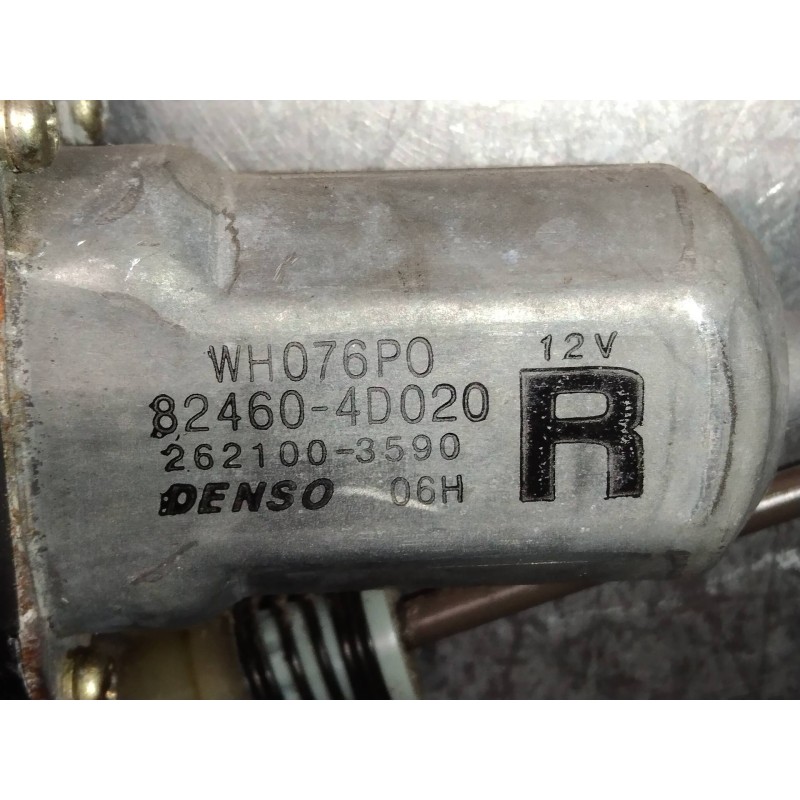 WH076P0
82460-4D020
262100-3590
DENSO 06H
12V
R